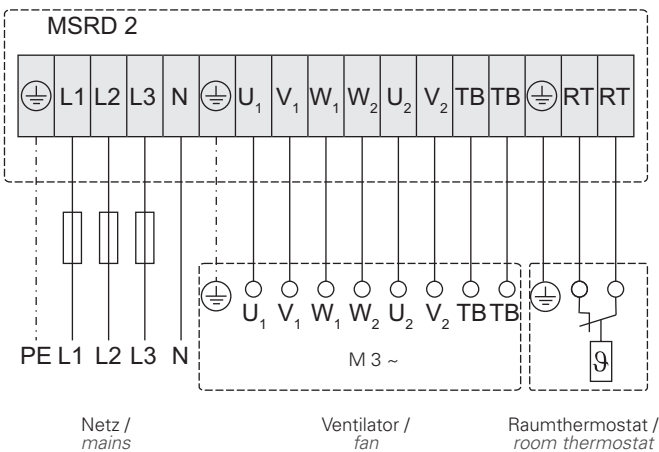 MSRD 2
L1 L2 L3 N U₁ V₁ W₁ W₂ U₂ V₂ TB TB RT RT
U₁ V₁ W₁ W₂ U₂ V₂ TB TB
PE L1 L2 L3 N
M 3 ~
ϑ
Netz /
mains
Ventilator /
fan
Raumthermostat /
room thermostat